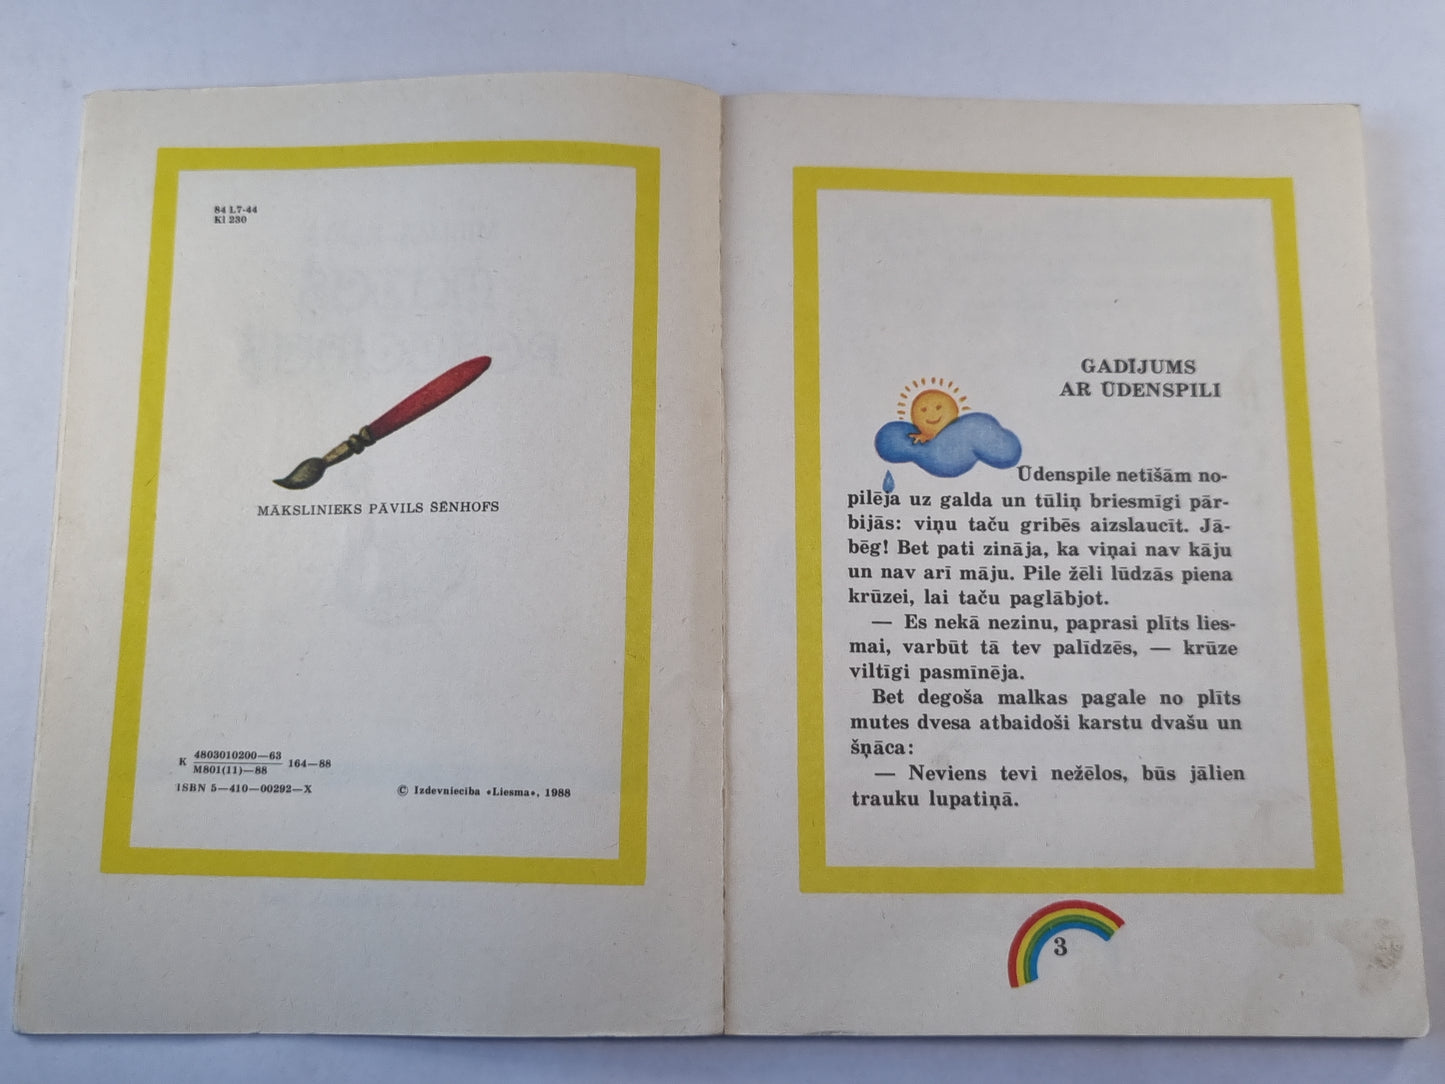 84 L7-44
Kl 230
MĀKSLINIEKS PĀVILS ŠĒNHOFS
K 4803010200—63 164—88
M801(11)—88
ISBN 5—410—00292—X
© Izdevniecība «Liesma», 1988
GADĪJUMS
AR ŪDENSPILI
Ūdenspile netīšām no-
pilēja uz galda un tūliņ briesmīgi pār-
bijās: viņu taču gribēs aizslaucīt. Jā-
bēg! Bet pati zināja, ka viņai nav kāju
un nav arī māju. Pile žēli lūdzās piena
krūzei, lai taču paglābjot.
— Es nekā nezinu, paprasi plīts lies-
mai, varbūt tā tev palīdzēs, — krūze
viltīgi pasmīnēja.
Bet degoša malkas pagale no plīts
mutes dvesa atbaidoši karstu dvašu un
šņāca:
— Neviens tevi nežēlos, būs jālien
trauku lupatiņā.
3